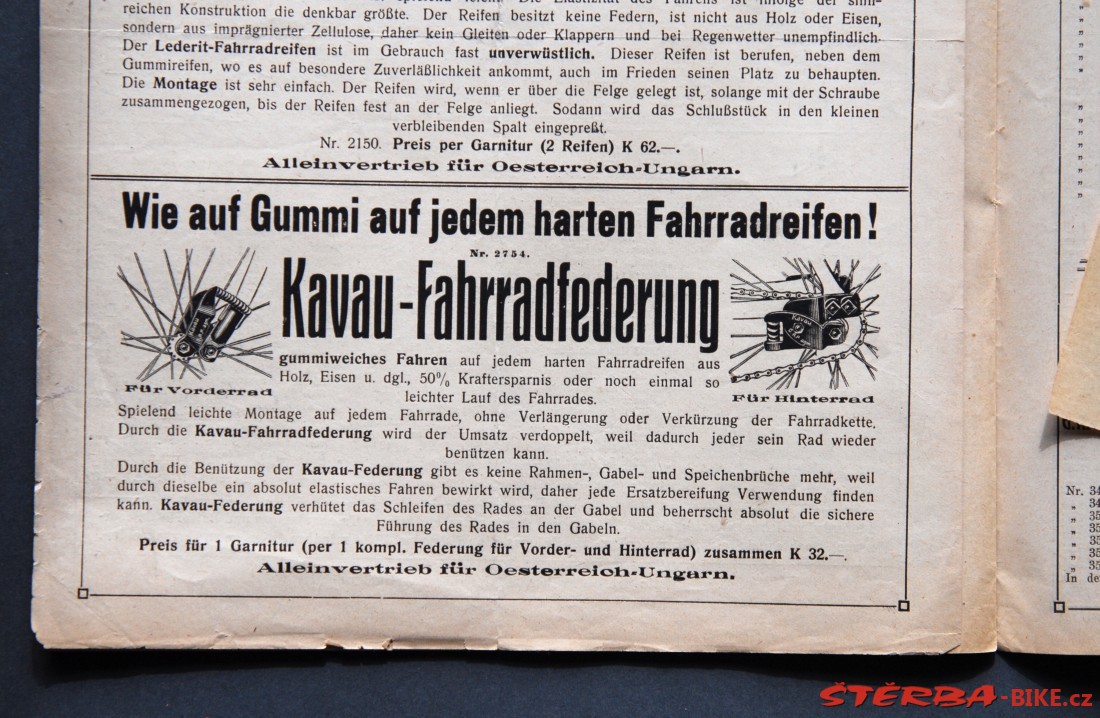 reichen Konstruktion die denkbar größte. Der Reifen besitzt keine Federn, ist nicht aus Holz oder Eisen,
sondern aus imprägnierter Zellulose, daher kein Gleiten oder Klappern und bei Regenwetter unempfindlich.
Der Lederit-Fahrradreifen ist im Gebrauch fast unverwüstlich. Dieser Reifen ist berufen, neben dem
Gummireifen, wo es auf besondere Zuverläßlichkeit ankommt, auch im Frieden seinen Platz zu behaupten.
Die Montage ist sehr einfach. Der Reifen wird, wenn er über die Felge gelegt ist, solange mit der Schraube
zusammengezogen, bis der Reifen fest an der Felge anliegt. Sodann wird das Schlußstück in den kleinen
verbleibenden Spalt eingepreßt.
Nr. 2150. Preis per Garnitur (2 Reifen) K 62.—.
Alleinvertrieb für Oesterreich-Ungarn.
Wie auf Gummi auf jedem harten Fahrradreifen!
Nr. 2754.
Kavau-Fahrradfederung
Kavau
Für Vorderrad
Für Hinterrad
gummiweiches Fahren auf jedem harten Fahrradreifen aus
Holz, Eisen u. dgl., 50% Kraftersparnis oder noch einmal so
leichter Lauf des Fahrrades.
Spielend leichte Montage auf jedem Fahrrade, ohne Verlängerung oder Verkürzung der Fahrradkette.
Durch die Kavau-Fahrradfederung wird der Umsatz verdoppelt, weil dadurch jeder sein Rad wieder
benützen kann.
Durch die Benützung der Kavau-Federung gibt es keine Rahmen-, Gabel- und Speichenbrüche mehr, weil
durch dieselbe ein absolut elastisches Fahren bewirkt wird, daher jede Ersatzbereifung Verwendung finden
kann. Kavau-Federung verhütet das Schleifen des Rades an der Gabel und beherrscht absolut die sichere
Führung des Rades in den Gabeln.
Preis für 1 Garnitur (per 1 kompl. Federung für Vorder- und Hinterrad) zusammen K 32.—.
Alleinvertrieb für Oesterreich-Ungarn.
Nr. 34
„ 34
„ 35
„ 35
„ 35
„ 35
„ 35
In de
ŠTĚRBA-BIKE.cz